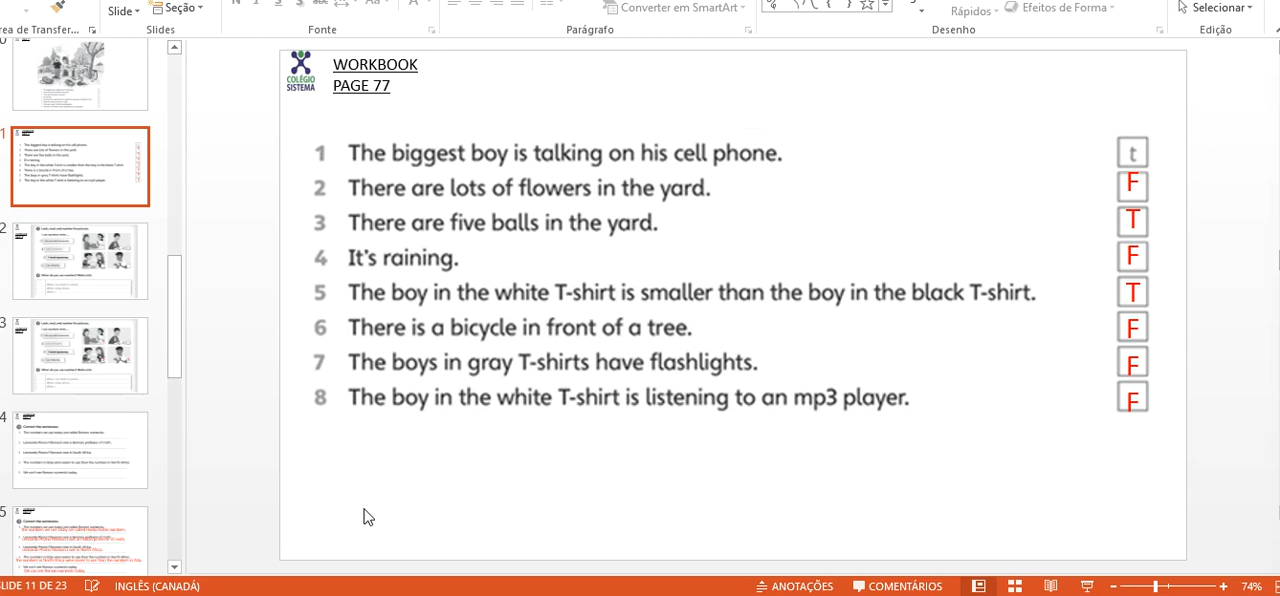 Slide
Seção
Converter em SmartArt
Rápidos
Efeitos de Forma
Selecionar
Slides
Fonte
Parágrafo
Desenho
Edição
COLÉGIO
SISTEMA
WORKBOOK
PAGE 77
1 The biggest boy is talking on his cell phone. t
2 There are lots of flowers in the yard. F
3 There are five balls in the yard. T
4 It's raining. F
5 The boy in the white T-shirt is smaller than the boy in the black T-shirt. T
6 There is a bicycle in front of a tree. F
7 The boys in gray T-shirts have flashlights. F
8 The boy in the white T-shirt is listening to an mp3 player. F
SLIDE 11 DE 23
INGLÊS (CANADÁ)
ANOTAÇÕES
COMENTÁRIOS
74%